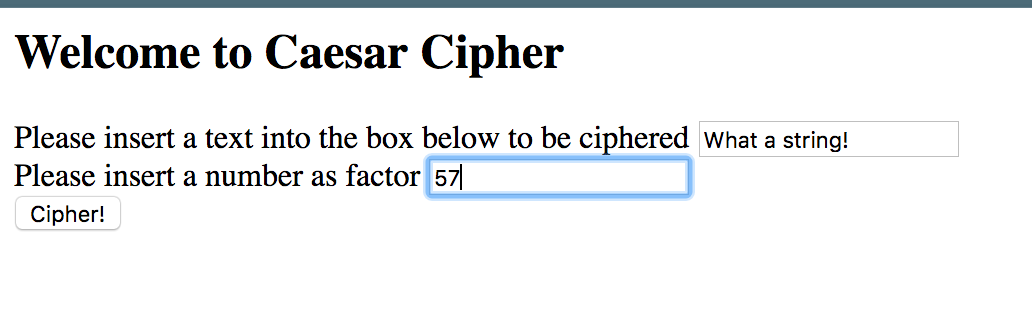 Welcome to Caesar Cipher
Please insert a text into the box below to be ciphered What a string!
Please insert a number as factor 57
Cipher!